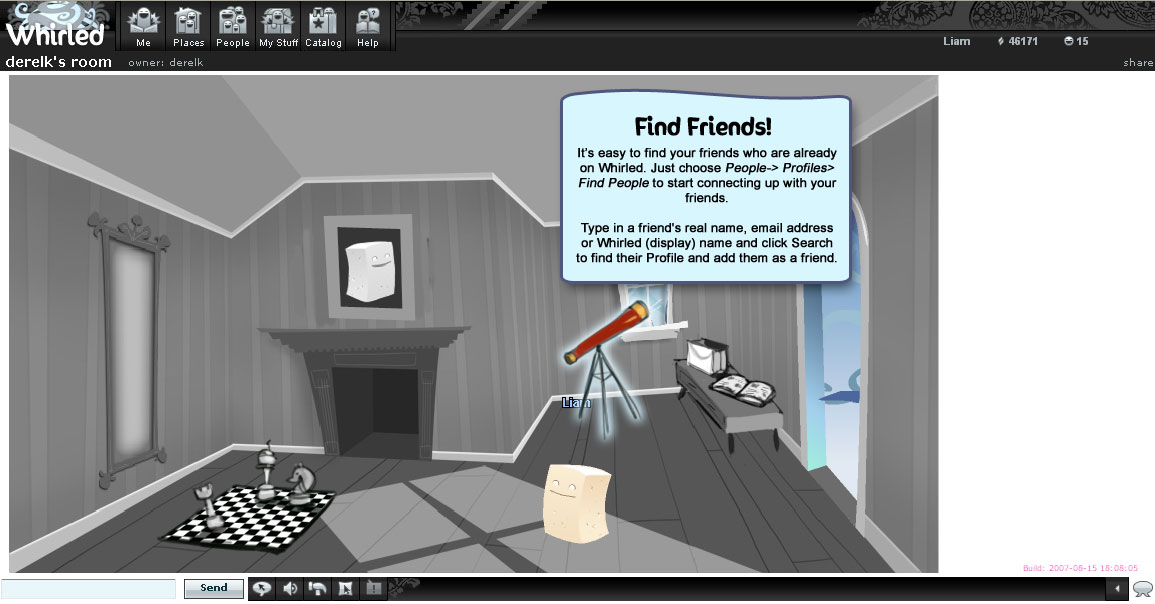 Whirled
Me Places People My Stuff Catalog Help
Liam 46171 15
derelk's room owner: derelk share
Find Friends!
It's easy to find your friends who are already
on Whirled. Just choose People-> Profiles>
Find People to start connecting up with your
friends.
Type in a friend's real name, email address
or Whirled (display) name and click Search
to find their Profile and add them as a friend.
Liam
Build: 2007-08-15 18:08:05
Send